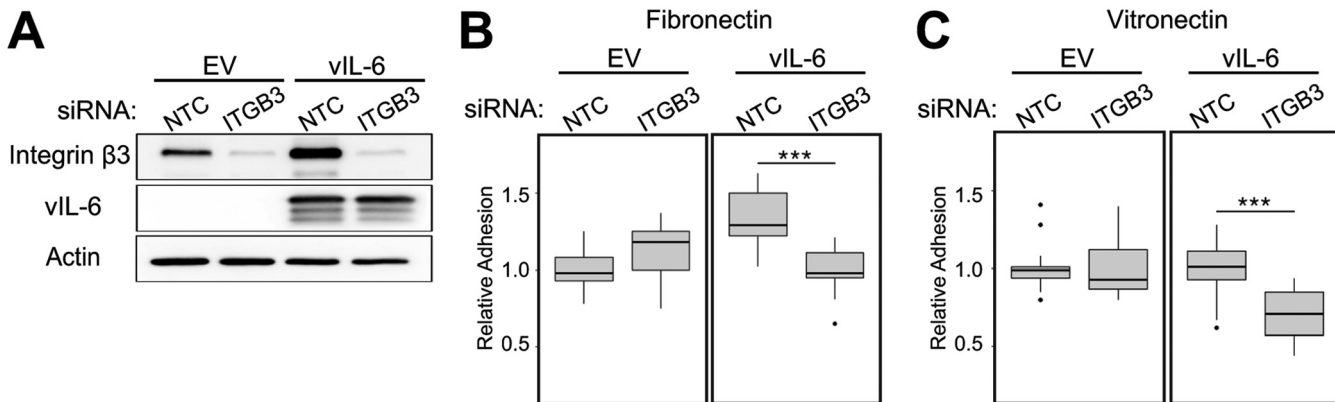 A
EV vIL-6
siRNA: NTC ITGB3 NTC ITGB3
Integrin β3
vIL-6
Actin
B
Fibronectin
EV vIL-6
siRNA: NTC ITGB3 NTC ITGB3
***
Relative Adhesion
1.5
1.0
0.5
C
Vitronectin
EV vIL-6
siRNA: NTC ITGB3 NTC ITGB3
***
Relative Adhesion
1.5
1.0
0.5